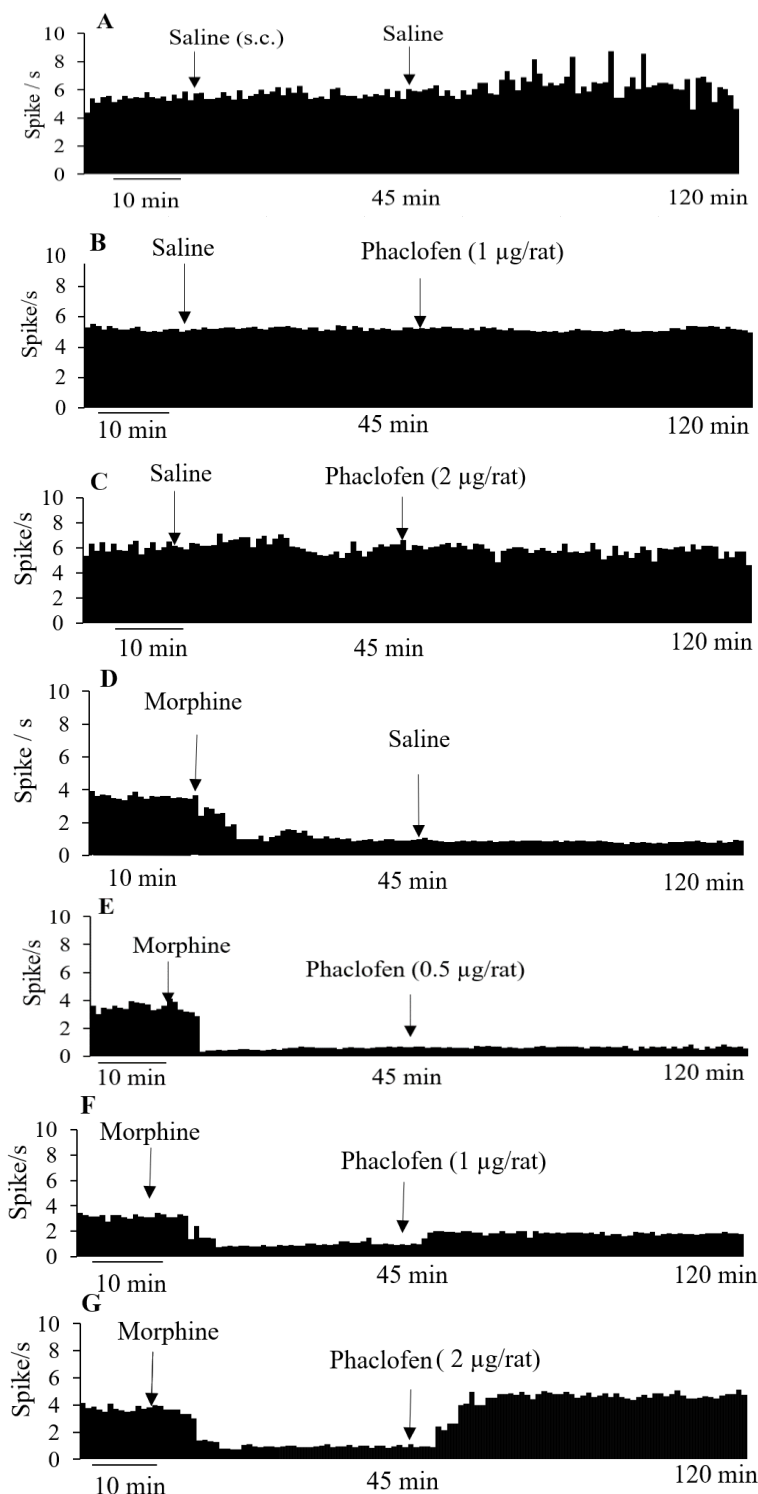 A
Saline (s.c.)
Saline
Spike / s
10
8
6
4
2
0
10 min
45 min
120 min
B
Saline
Phaclofen (1 µg/rat)
Spike/s
10
8
6
4
2
0
10 min
45 min
120 min
C
Saline
Phaclofen (2 µg/rat)
Spike/s
10
8
6
4
2
0
10 min
45 min
120 min
D
Morphine
Saline
Spike / s
10
8
6
4
2
0
10 min
45 min
120 min
E
Morphine
Phaclofen (0.5 µg/rat)
Spike/s
10
8
6
4
2
0
10 min
45 min
120 min
F
Morphine
Phaclofen (1 µg/rat)
Spike/s
10
8
6
4
2
0
10 min
45 min
120 min
G
Morphine
Phaclofen ( 2 µg/rat)
Spike/s
10
8
6
4
2
0
10 min
45 min
120 min